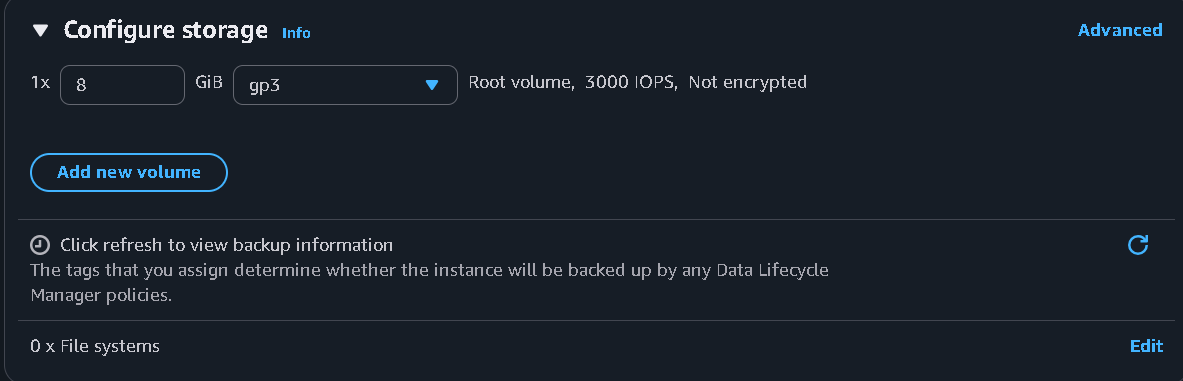 Configure storage Info Advanced
1x 8 GiB gp3 Root volume, 3000 IOPS, Not encrypted
Add new volume
Click refresh to view backup information
The tags that you assign determine whether the instance will be backed up by any Data Lifecycle
Manager policies.
0 x File systems Edit